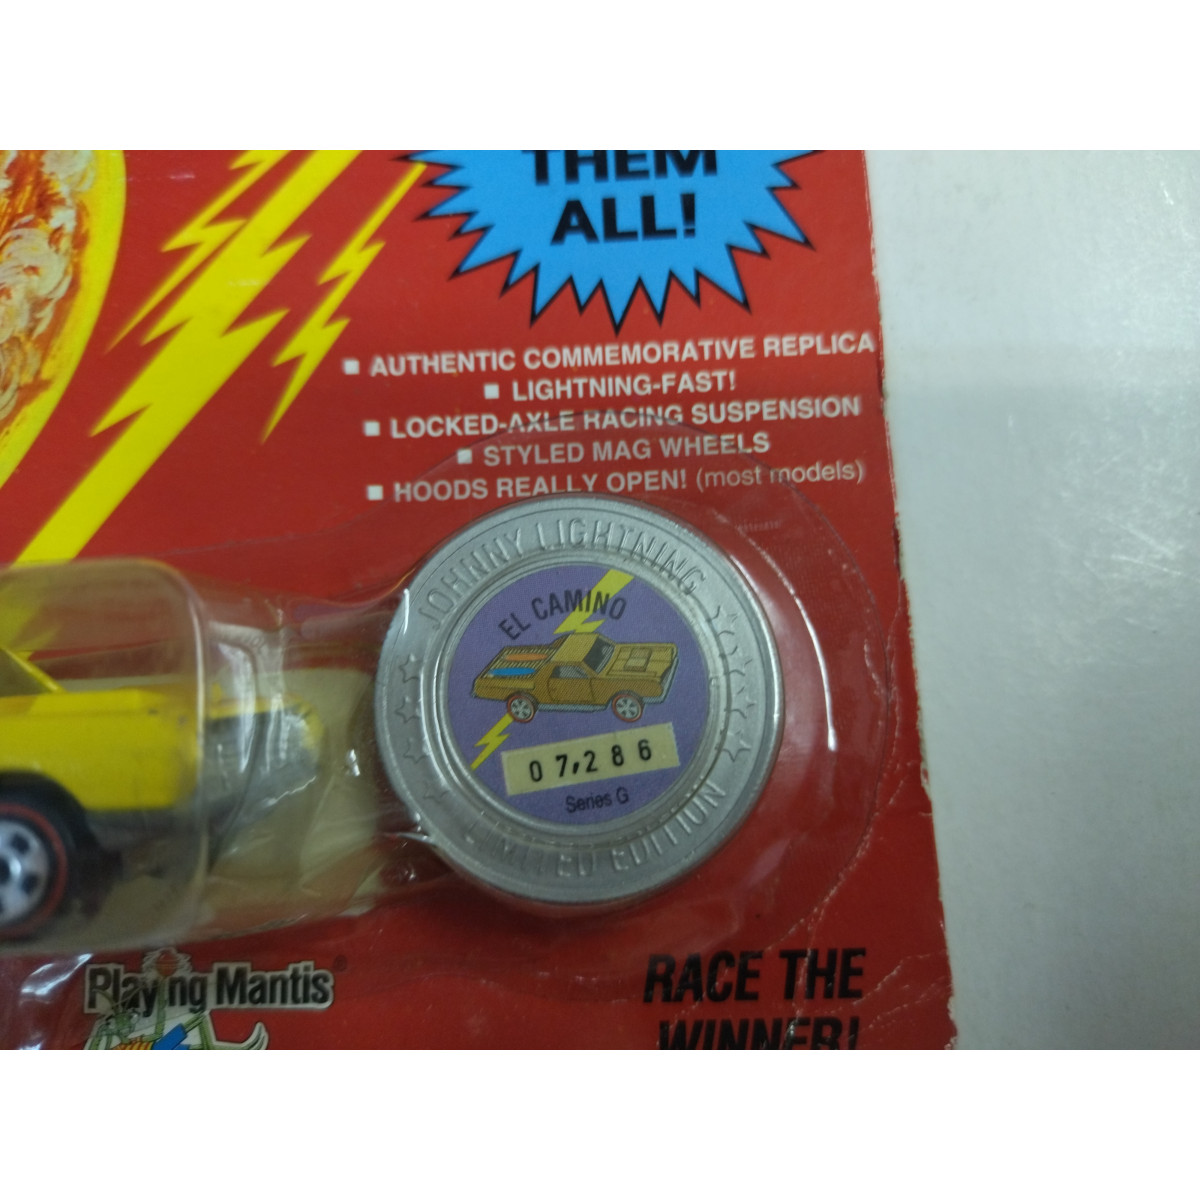 THEM
ALL!
▪ AUTHENTIC COMMEMORATIVE REPLICA
▪ LIGHTNING-FAST!
▪ LOCKED-AXLE RACING SUSPENSION
▪ STYLED MAG WHEELS
▪ HOODS REALLY OPEN! (most models)
JOHNNY LIGHTNING
EL CAMINO
07,286
Series G
LIMITED EDITION
Playing Mantis®
RACE THE
WINNER!